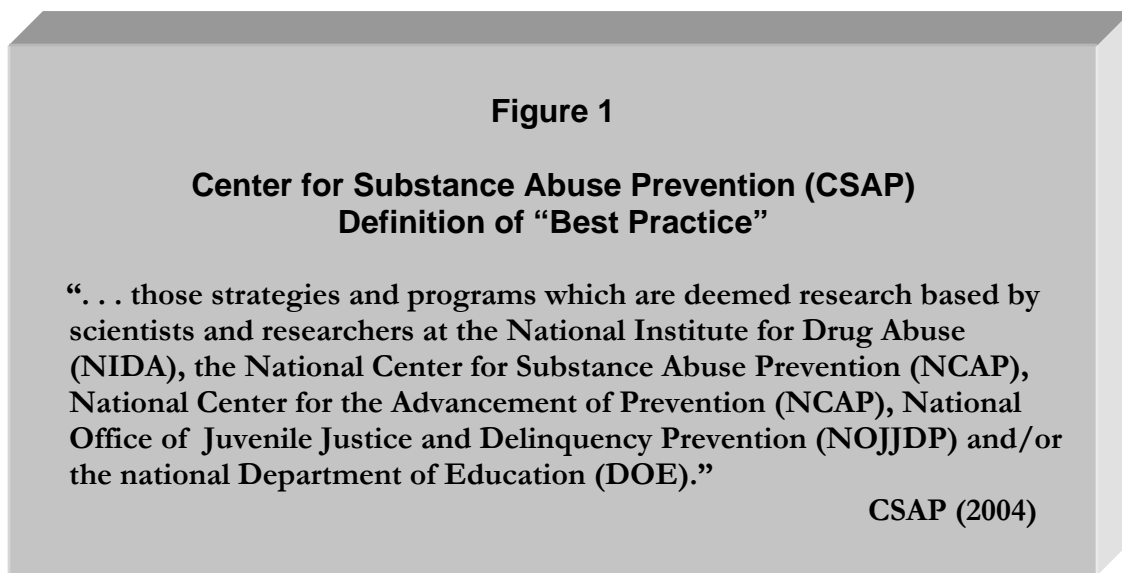 Figure 1
Center for Substance Abuse Prevention (CSAP)
Definition of “Best Practice”
“. . . those strategies and programs which are deemed research based by
scientists and researchers at the National Institute for Drug Abuse
(NIDA), the National Center for Substance Abuse Prevention (NCAP),
National Center for the Advancement of Prevention (NCAP), National
Office of Juvenile Justice and Delinquency Prevention (NOJJDP) and/or
the national Department of Education (DOE).”
CSAP (2004)